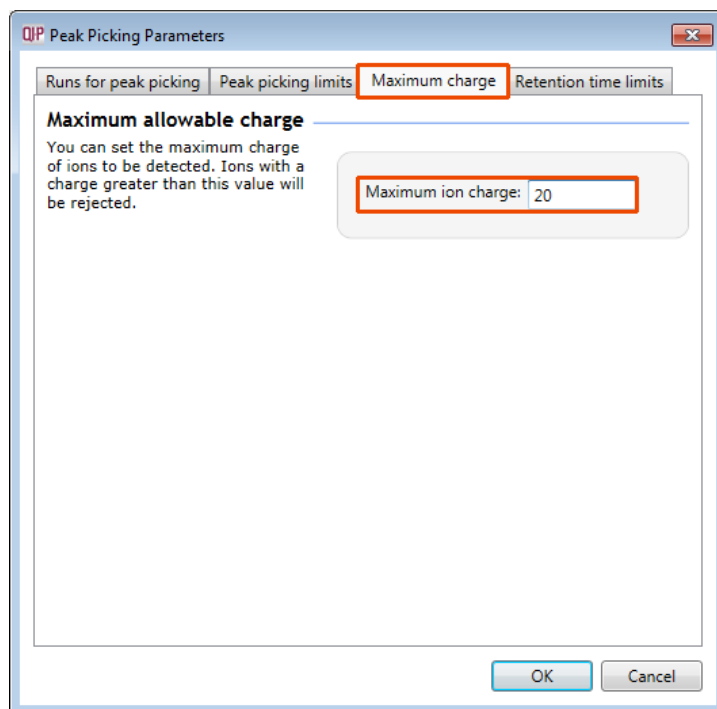 QIP Peak Picking Parameters
Runs for peak picking Peak picking limits Maximum charge Retention time limits
Maximum allowable charge
You can set the maximum charge
of ions to be detected. Ions with a
charge greater than this value will
be rejected.
Maximum ion charge: 20
OK Cancel